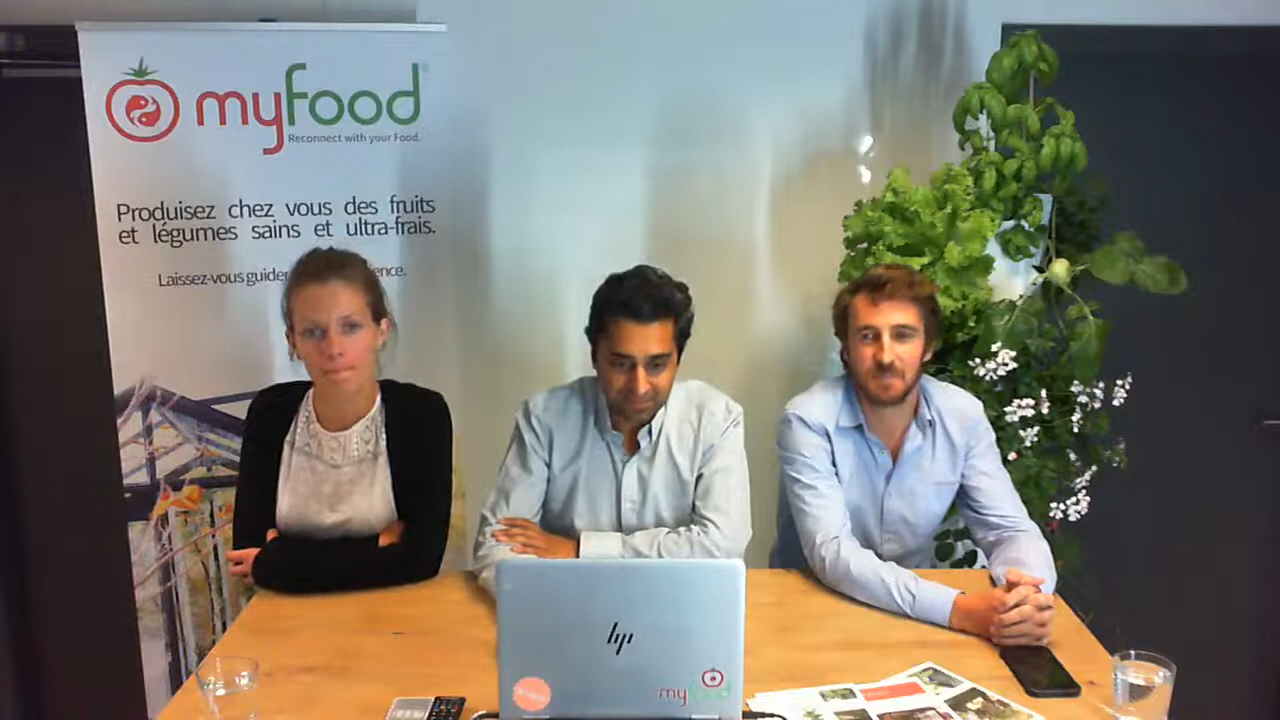 myfood
Reconnect with your Food.
Produisez chez vous des fruits
et légumes sains et ultra-frais.
Laissez-vous guider
hp
myfood